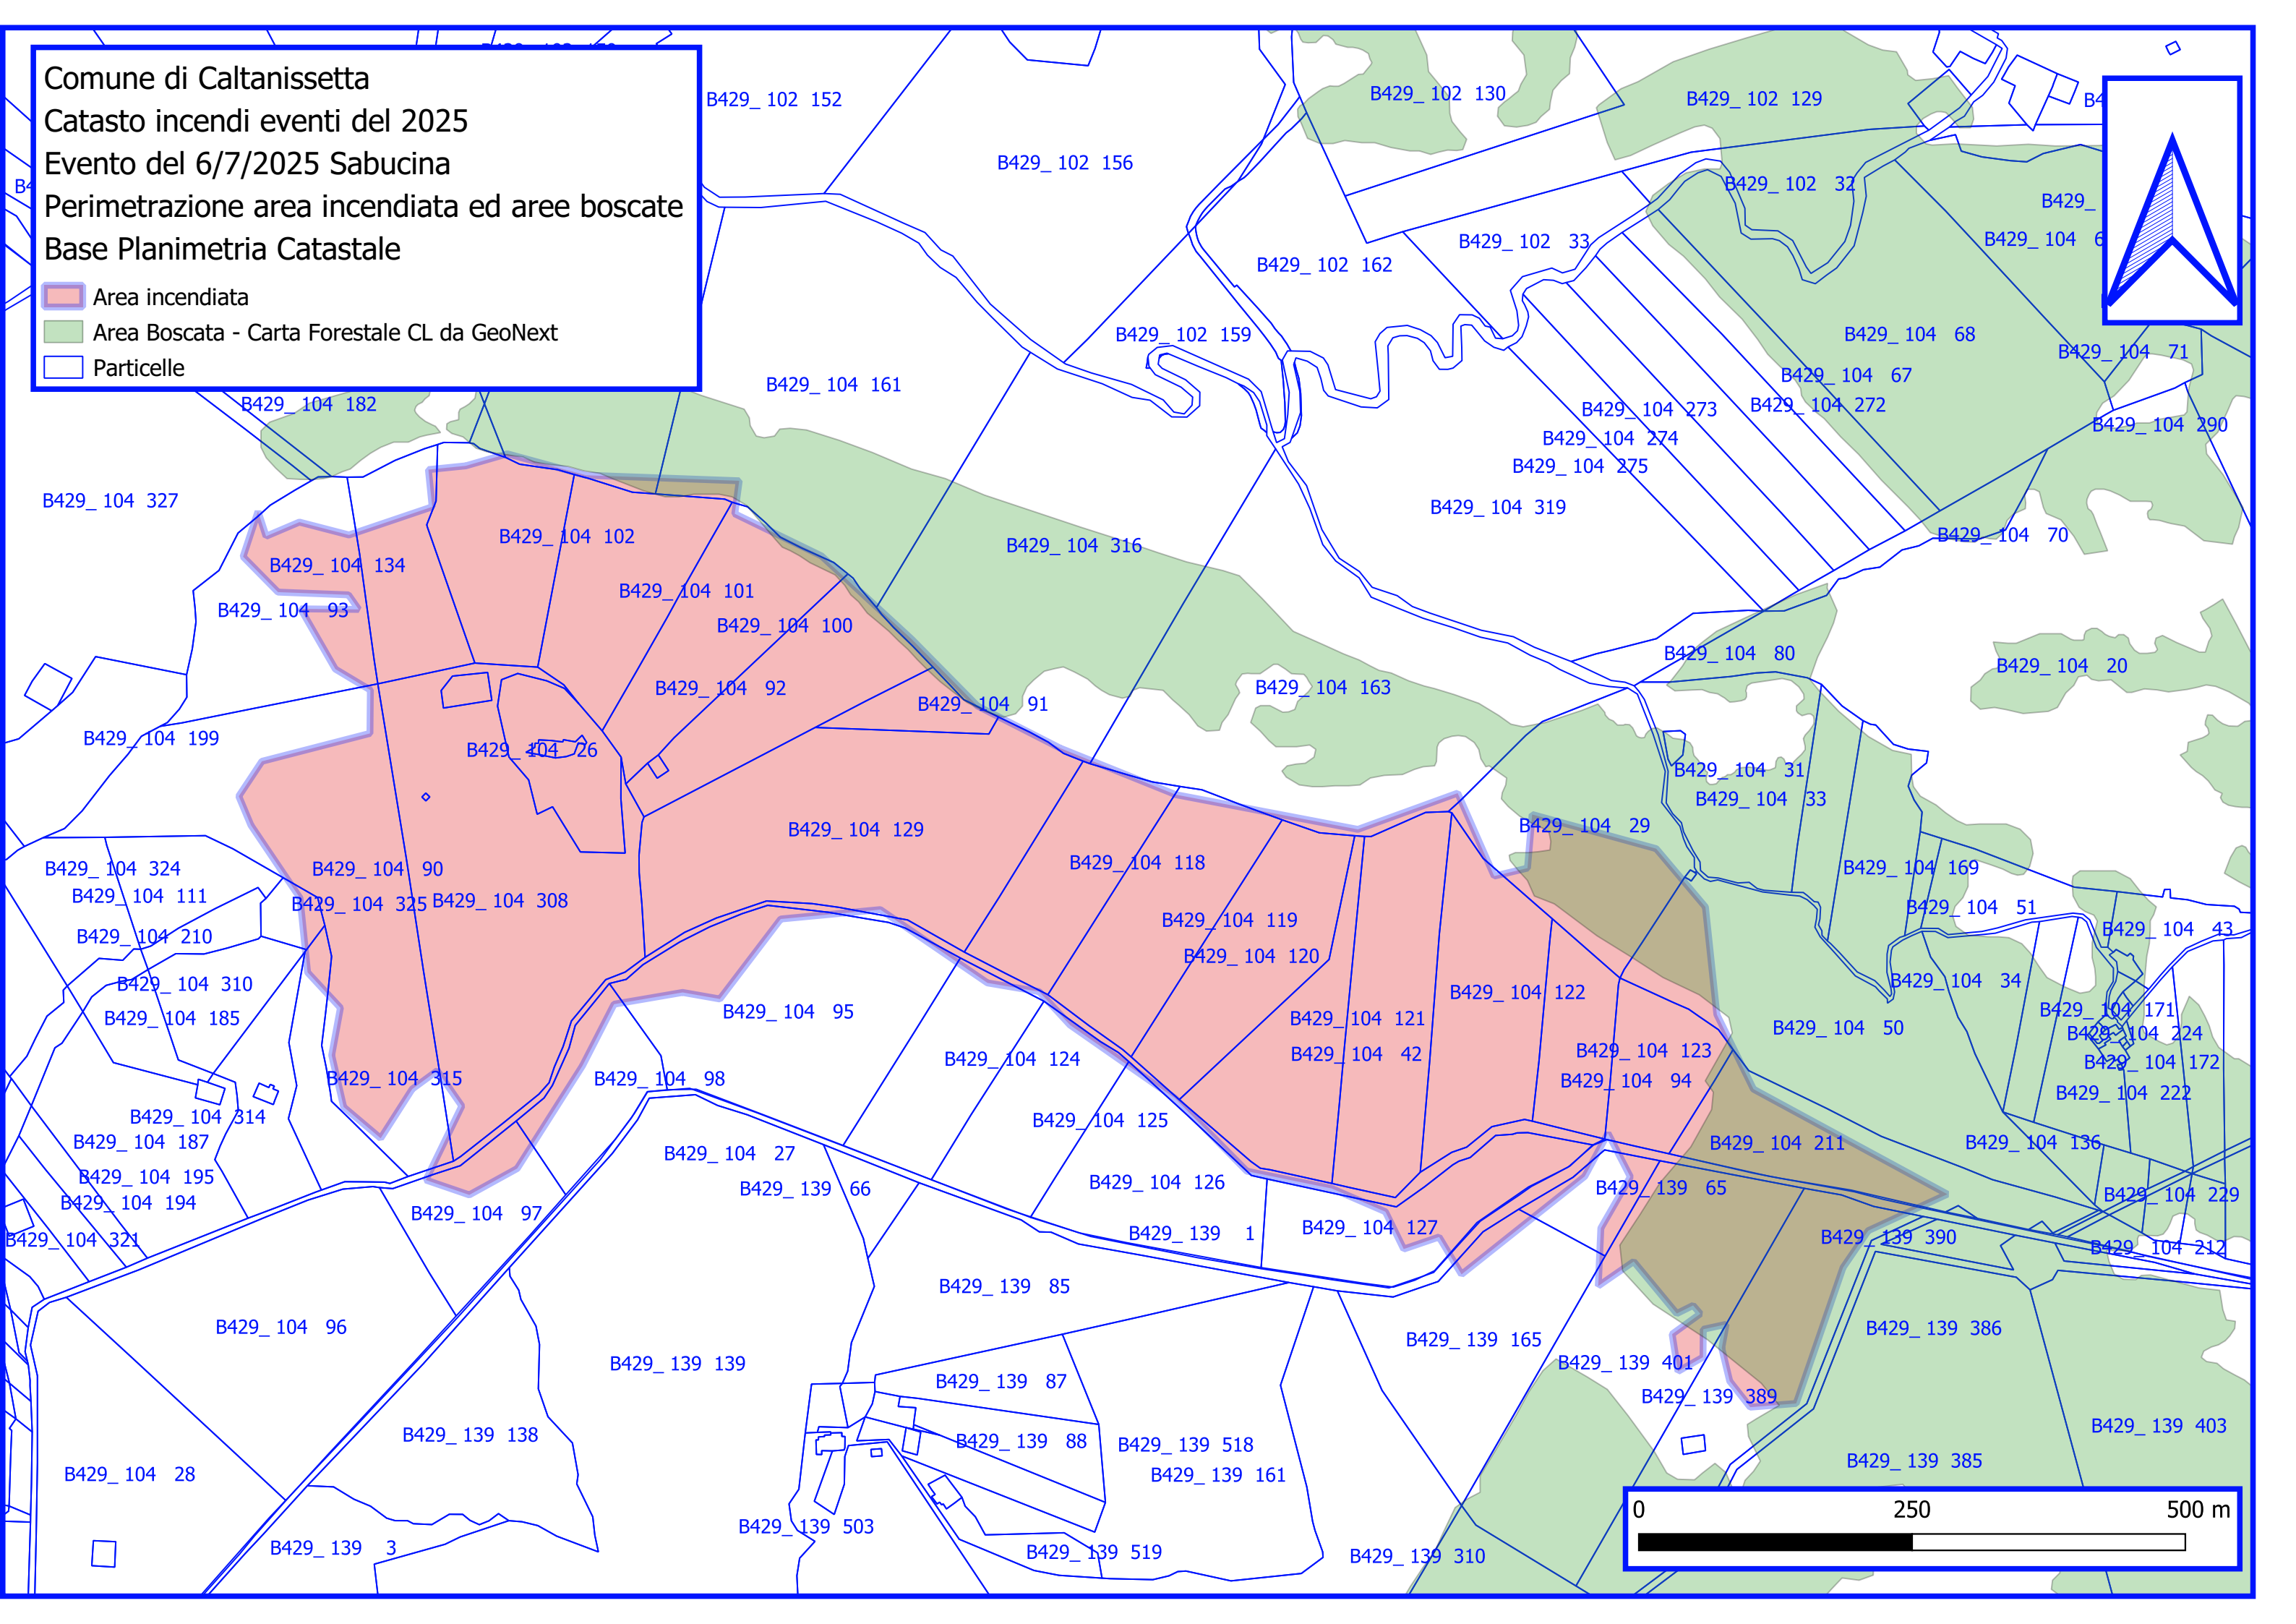 Comune di Caltanissetta
Catasto incendi eventi del 2025
Evento del 6/7/2025 Sabucina
Perimetrazione area incendiata ed aree boscate
Base Planimetria Catastale
Area incendiata
Area Boscata - Carta Forestale CL da GeoNext
Particelle
B429_ 102 152
B429_ 102 130
B429_ 102 129
B429_ 102 156
B429_ 102 32
B429_
B429_ 102 33
B429_ 104 6
B429_ 102 162
B429_ 102 159
B429_ 104 68
B429_ 104 71
B429_ 104 67
B429_ 104 161
B429_ 104 182
B429_ 104 273
B429_ 104 272
B429_ 104 290
B429_ 104 274
B429_ 104 275
B429_ 104 327
B429_ 104 319
B429_ 104 102
B429_ 104 70
B429_ 104 316
B429_ 104 134
B429_ 104 101
B429_ 104 93
B429_ 104 100
B429_ 104 80
B429_ 104 20
B429_ 104 92
B429_ 104 163
B429_ 104 91
B429_ 104 199
B429_ 104 26
B429_ 104 31
B429_ 104 33
B429_ 104 129
B429_ 104 29
B429_ 104 118
B429_ 104 324
B429_ 104 90
B429_ 104 169
B429_ 104 111
B429_ 104 325
B429_ 104 308
B429_ 104 51
B429_ 104 119
B429_ 104 43
B429_ 104 210
B429_ 104 120
B429_ 104 310
B429_ 104 34
B429_ 104 122
B429_ 104 95
B429_ 104 171
B429_ 104 185
B429_ 104 121
B429_ 104 50
B429_ 104 224
B429_ 104 124
B429_ 104 42
B429_ 104 123
B429_ 104 172
B429_ 104 315
B429_ 104 98
B429_ 104 94
B429_ 104 222
B429_ 104 314
B429_ 104 125
B429_ 104 187
B429_ 104 211
B429_ 104 136
B429_ 104 27
B429_ 104 195
B429_ 139 66
B429_ 104 126
B429_ 139 65
B429_ 104 229
B429_ 104 194
B429_ 104 97
B429_ 139 1
B429_ 104 127
B429_ 139 390
B429_ 104 321
B429_ 104 212
B429_ 139 85
B429_ 104 96
B429_ 139 165
B429_ 139 386
B429_ 139 139
B429_ 139 401
B429_ 139 87
B429_ 139 389
B429_ 139 403
B429_ 139 138
B429_ 139 88
B429_ 139 518
B429_ 139 385
B429_ 104 28
B429_ 139 161
B429_ 139 503
B429_ 139 3
B429_ 139 519
B429_ 139 310
0 250 500 m